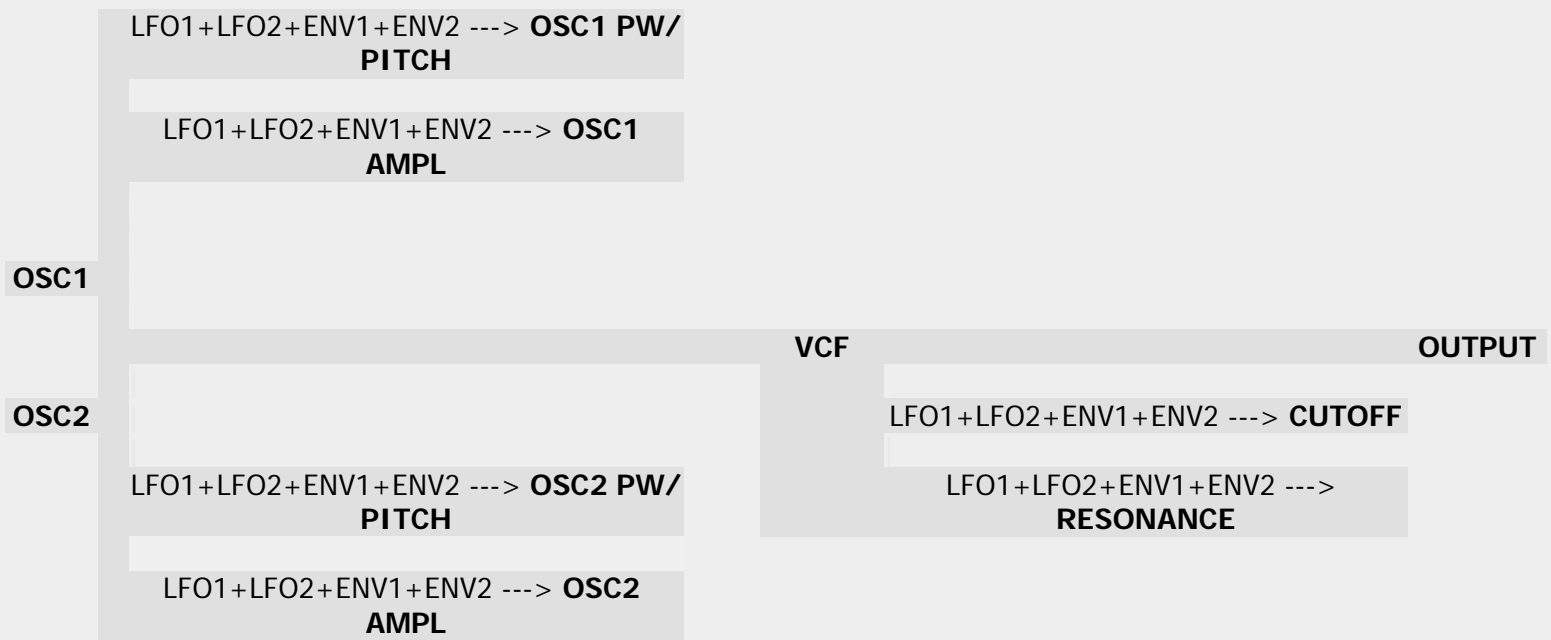 LFO1+LFO2+ENV1+ENV2 ---> OSC1 PW/
PITCH
LFO1+LFO2+ENV1+ENV2 ---> OSC1
AMPL
OSC1
VCF
OUTPUT
OSC2
LFO1+LFO2+ENV1+ENV2 ---> CUTOFF
LFO1+LFO2+ENV1+ENV2 ---> OSC2 PW/
PITCH
LFO1+LFO2+ENV1+ENV2 --->
RESONANCE
LFO1+LFO2+ENV1+ENV2 ---> OSC2
AMPL